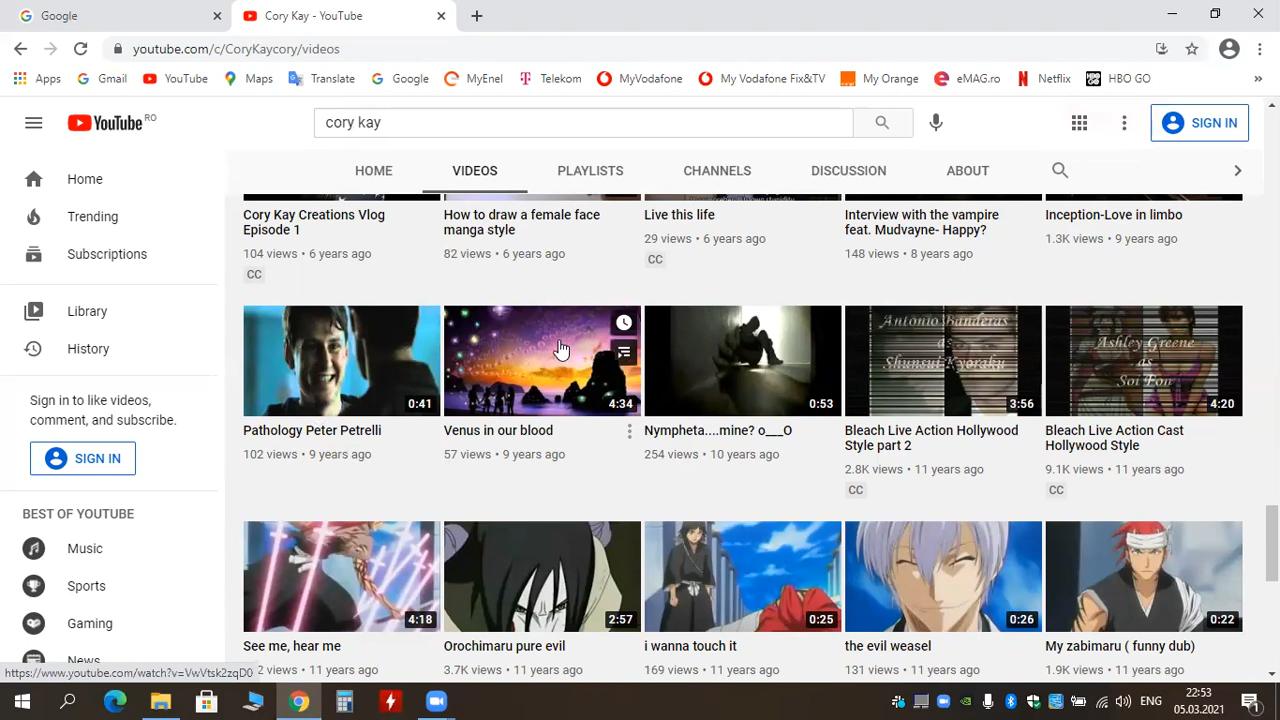 Google
Cory Kay - YouTube
youtube.com/c/CoryKaycory/videos
Apps
Gmail
YouTube
Maps
Translate
Google
MyEnel
Telekom
MyVodafone
My Vodafone Fix&TV
My Orange
eMAG.ro
Netflix
HBO GO
YouTube RO
cory kay
SIGN IN
HOME
VIDEOS
PLAYLISTS
CHANNELS
DISCUSSION
ABOUT
Home
Trending
Subscriptions
Library
History
Sign in to like videos,
comment, and subscribe.
SIGN IN
BEST OF YOUTUBE
Music
Sports
Gaming
News
Cory Kay Creations Vlog
Episode 1
104 views • 6 years ago
CC
How to draw a female face
manga style
82 views • 6 years ago
Live this life
29 views • 6 years ago
CC
Interview with the vampire
feat. Mudvayne- Happy?
148 views • 8 years ago
Inception-Love in limbo
1.3K views • 9 years ago
0:41
Pathology Peter Petrelli
102 views • 9 years ago
4:34
Venus in our blood
57 views • 9 years ago
0:53
Nympheta....mine? o___O
254 views • 10 years ago
Antonio Banderas
as
Shunsui Kyoraku
3:56
Bleach Live Action Hollywood
Style part 2
2.8K views • 11 years ago
CC
Ashley Greene
as
Soi Fon
4:20
Bleach Live Action Cast
Hollywood Style
9.1K views • 11 years ago
CC
4:18
See me, hear me
2 views • 11 years ago
2:57
Orochimaru pure evil
3.7K views • 11 years ago
0:25
i wanna touch it
169 views • 11 years ago
0:26
the evil weasel
131 views • 11 years ago
0:22
My zabimaru ( funny dub)
1.9K views • 11 years ago
https://www.youtube.com/watch?v=VwVtsk2zqD0
ENG
22:53
05.03.2021
1